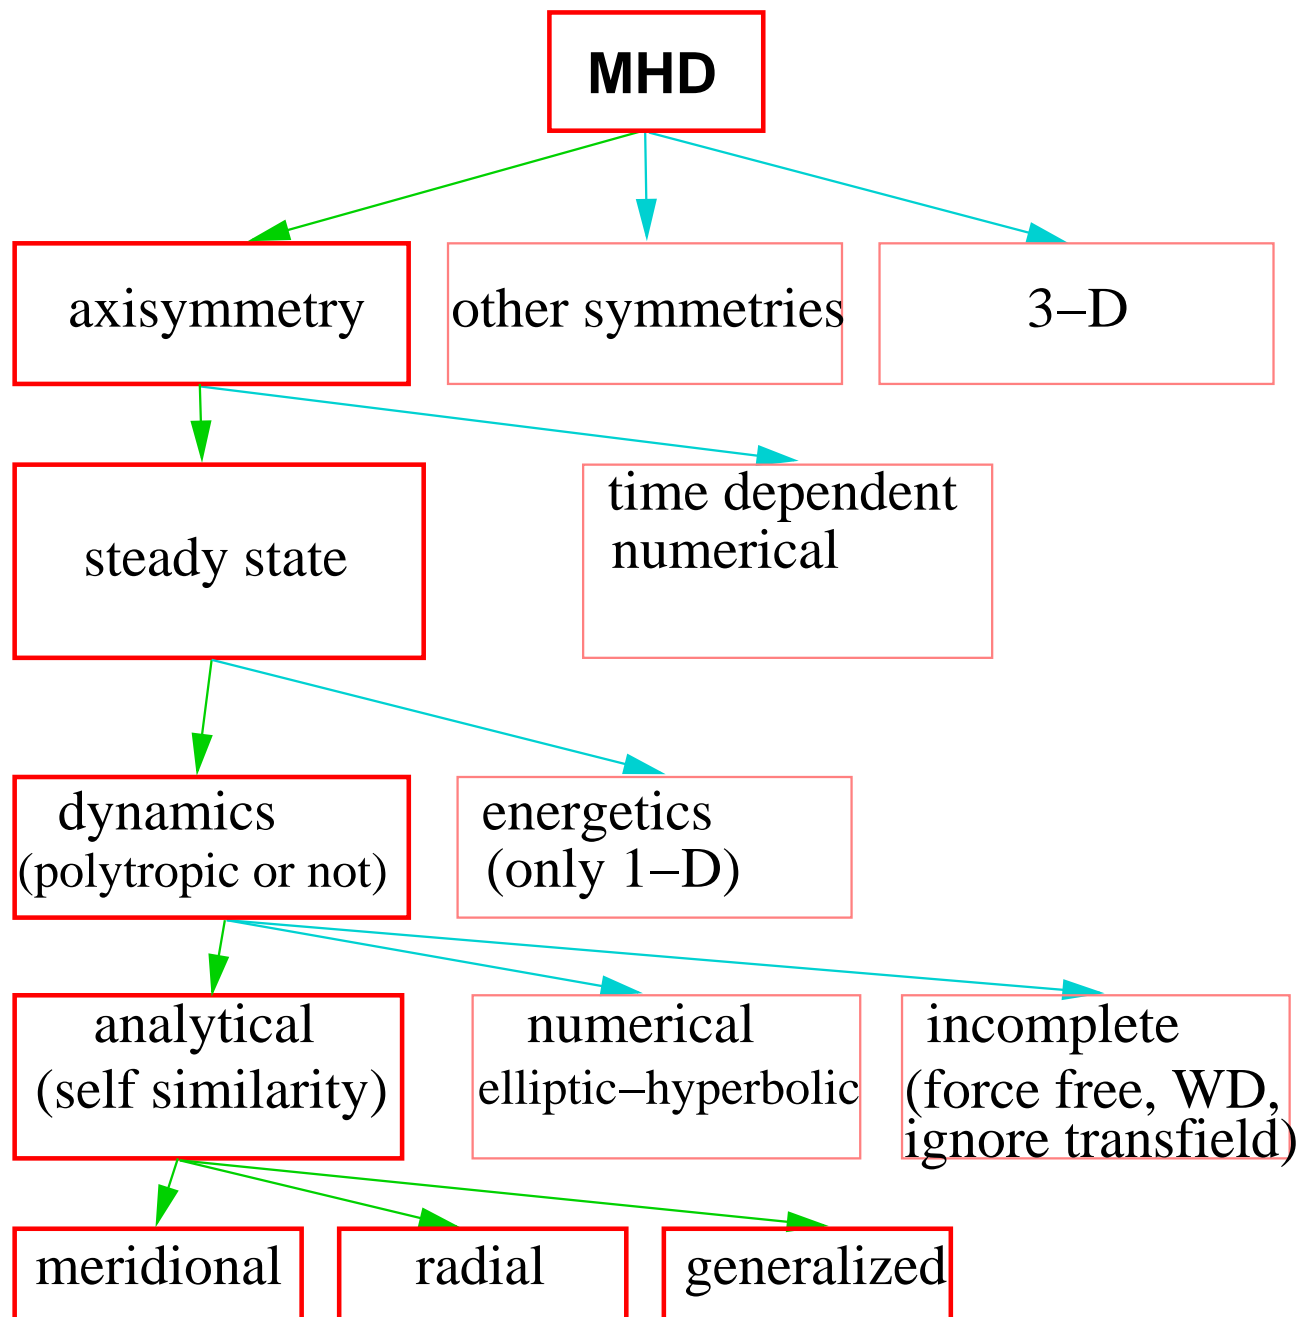 MHD
axisymmetry
other symmetries
3−D
steady state
time dependent
numerical
dynamics
(polytropic or not)
energetics
(only 1−D)
analytical
(self similarity)
numerical
elliptic−hyperbolic
incomplete
(force free, WD,
ignore transfield)
meridional
radial
generalized